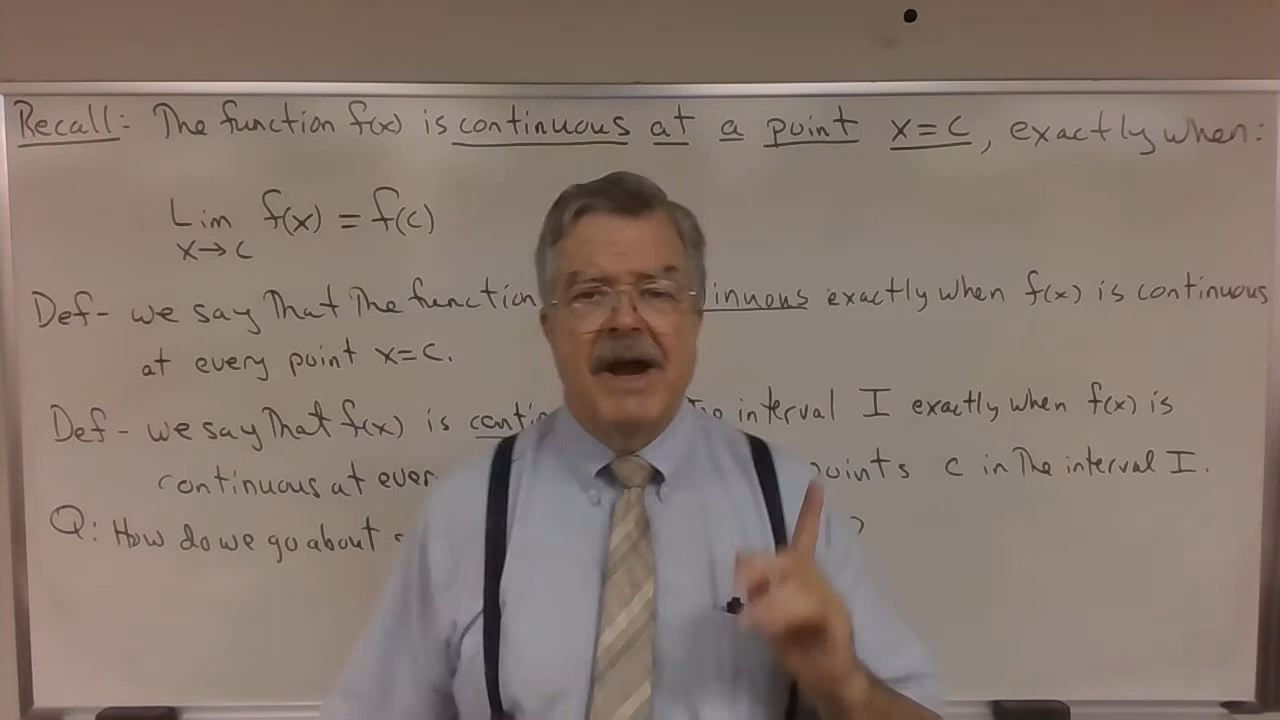 Recall: The function f(x) is continuous at a point x=c, exactly when:
Lim f(x) = f(c)
x→c
Def- we say That The function inuous exactly when f(x) is continuous
at every point x=c.
Def- we say That f(x) is conti interval I exactly when f(x) is
continuous at ever points c in The interval I.
Q: How do we go about ?